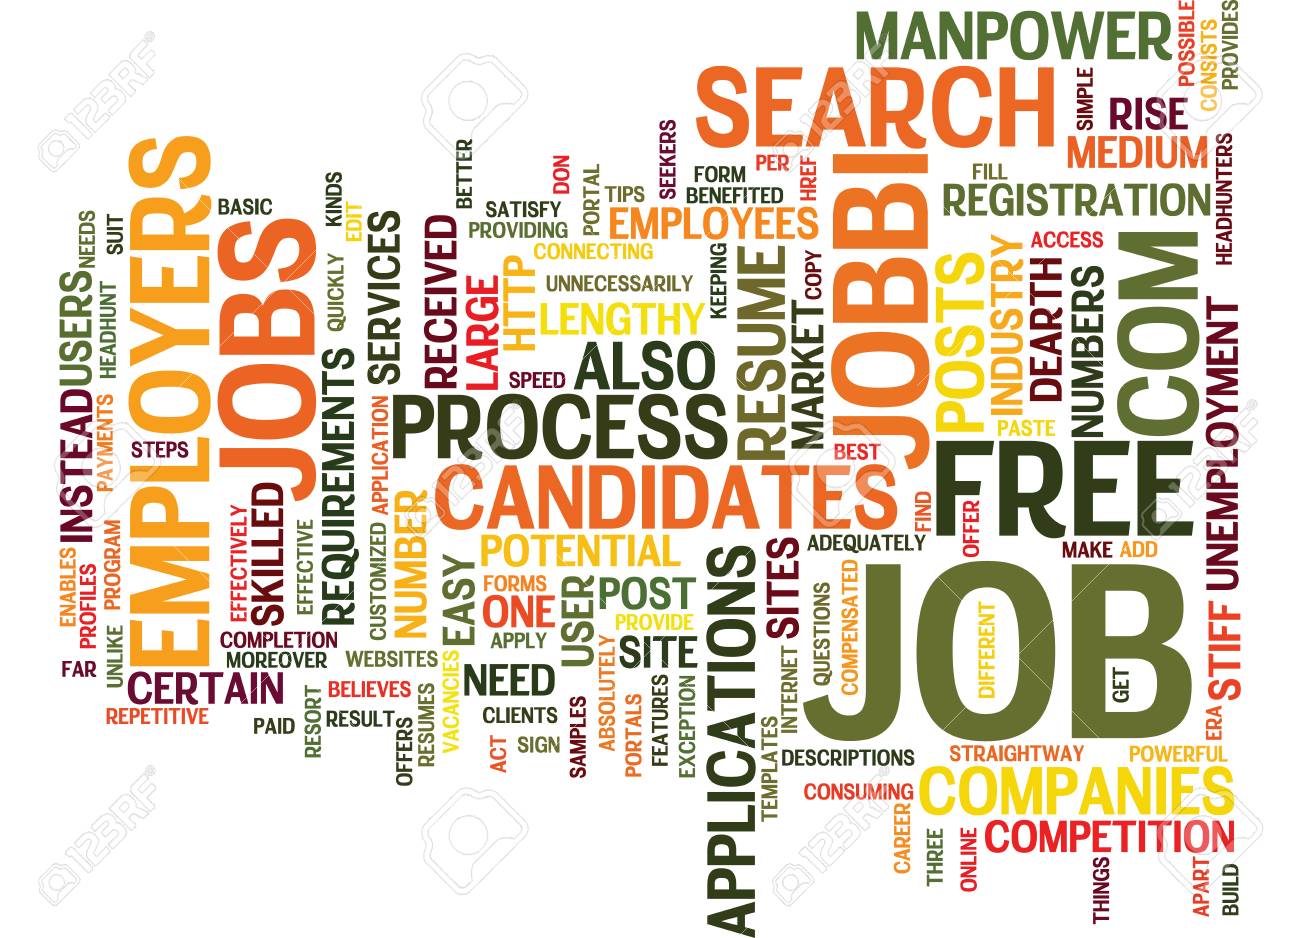 MANPOWER
POSSIBLE
CONSISTS
PROVIDES
SEARCH
SIMPLE
RISE
MEDIUM
HEADHUNTERS
EMPLOYERS
JOBS
BASIC
KINDS
EDIT
QUICKLY
SERVICES
BETTER
RECEIVED
SATISFY
PROVIDING
DON
PORTAL
TIPS
SEEKERS
FORM
BENEFITED
PER
HREF
EMPLOYEES
CONNECTING
UNNECESSARILY
KEEPING
JOBBI
FILL
REGISTRATION
ACCESS
COM
NEEDS
SUIT
USERS
INSTEAD
HEADHUNT
PAYMENTS
STEPS
LARGE
HTTP
LENGTHY
RESUME
COPY
MARKET
POSTS
INDUSTRY
DEARTH
NUMBERS
UNEMPLOYMENT
SPEED
ALSO
PROCESS
BEST
PASTE
FREE
REQUIREMENTS
APPLICATION
CANDIDATES
FIND
OFFER
ADEQUATELY
MAKE
ADD
SKILLED
EFFECTIVELY
EFFECTIVE
CUSTOMIZED
NUMBER
POTENTIAL
EASY
FORMS
ONE
APPLY
USER
POST
PROVIDE
SITE
APPLICATIONS
SITES
QUESTIONS
COMPENSATED
JOB
DIFFERENT
GET
STIFF
ERA
ENABLES
PROFILES
PROGRAM
UNLIKE
FAR
COMPLETION
MOREOVER
WEBSITES
VACANCIES
NEED
CERTAIN
BELIEVES
REPETITIVE
PAID
RESORT
RESULT
OFFERS
RESUMES
CLIENTS
ACT
SIGN
SAMPLES
ABSOLUTELY
PORTALS
FEATURES
EXCEPTION
TEMPLATES
INTERNET
DESCRIPTIONS
STRAIGHTWAY
POWERFUL
CONSUMING
COMPANIES
CAREER
THREE
ONLINE
COMPETITION
THINGS
APART
BUILD
123RF